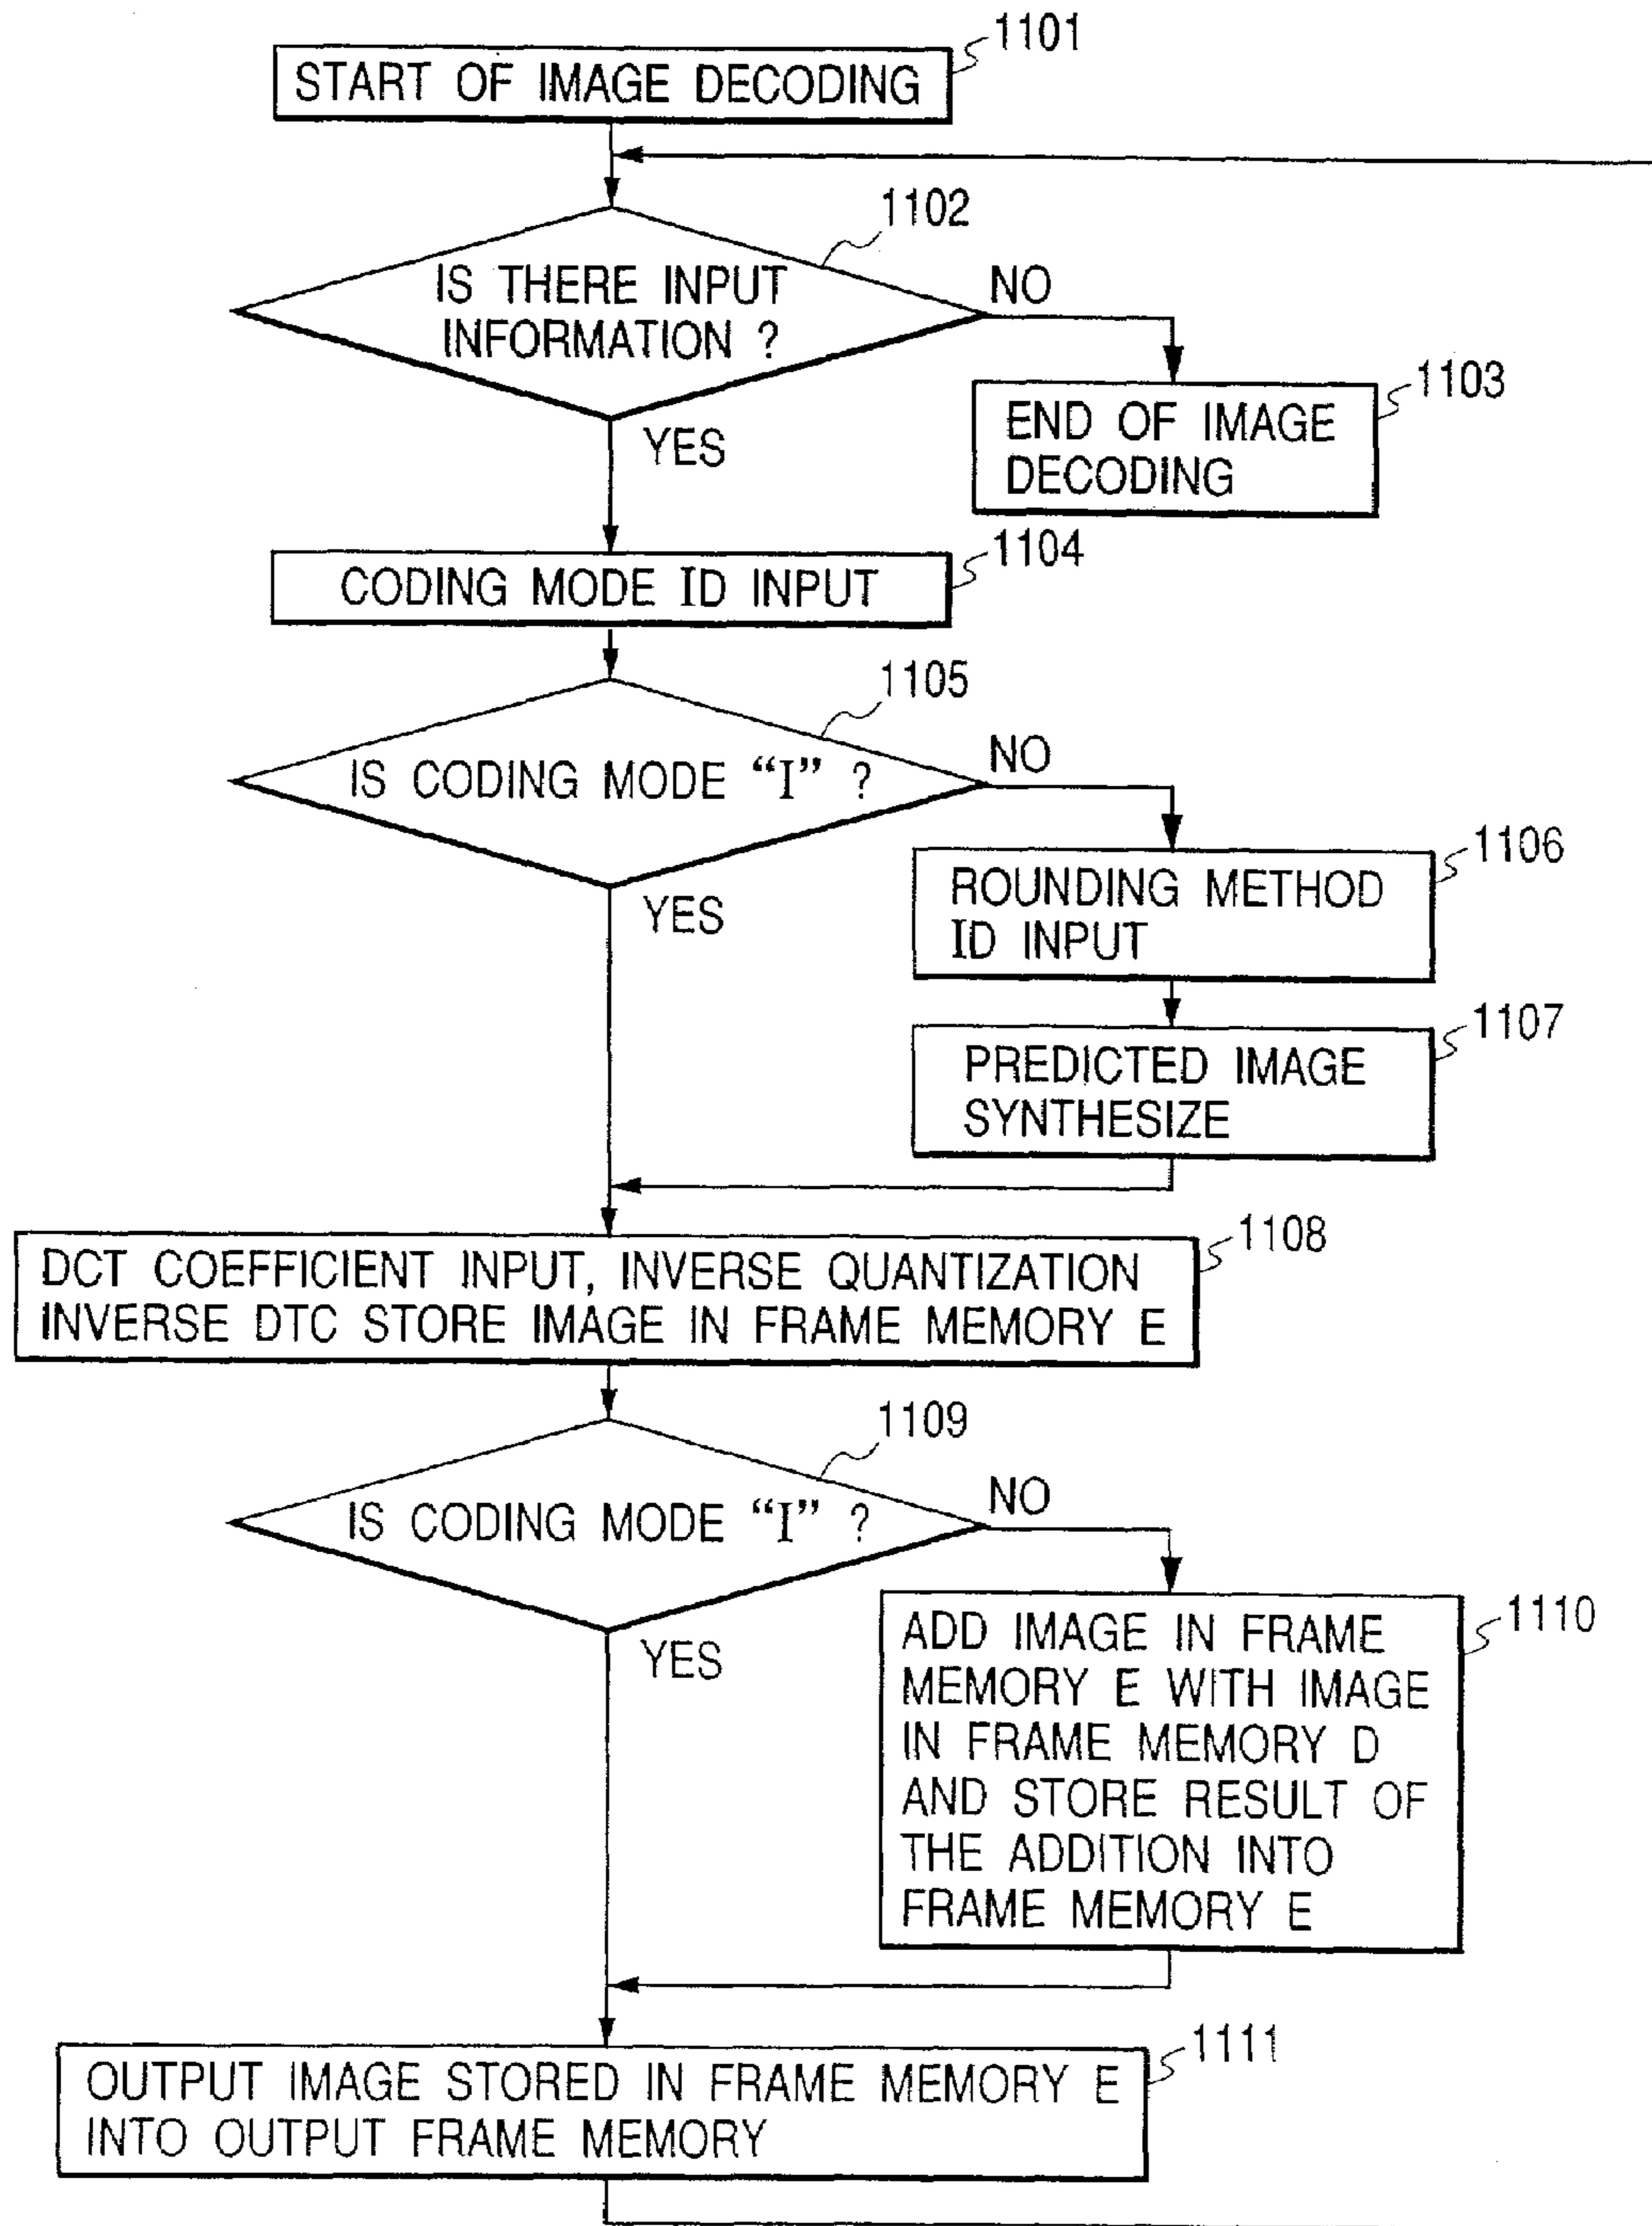 1101
START OF IMAGE DECODING
1102
IS THERE INPUT
INFORMATION ?
NO
YES
1103
END OF IMAGE
DECODING
1104
CODING MODE ID INPUT
1105
IS CODING MODE “I” ?
NO
YES
1106
ROUNDING METHOD
ID INPUT
1107
PREDICTED IMAGE
SYNTHESIZE
1108
DCT COEFFICIENT INPUT, INVERSE QUANTIZATION
INVERSE DTC STORE IMAGE IN FRAME MEMORY E
1109
IS CODING MODE “I” ?
NO
YES
1110
ADD IMAGE IN FRAME
MEMORY E WITH IMAGE
IN FRAME MEMORY D
AND STORE RESULT OF
THE ADDITION INTO
FRAME MEMORY E
1111
OUTPUT IMAGE STORED IN FRAME MEMORY E
INTO OUTPUT FRAME MEMORY